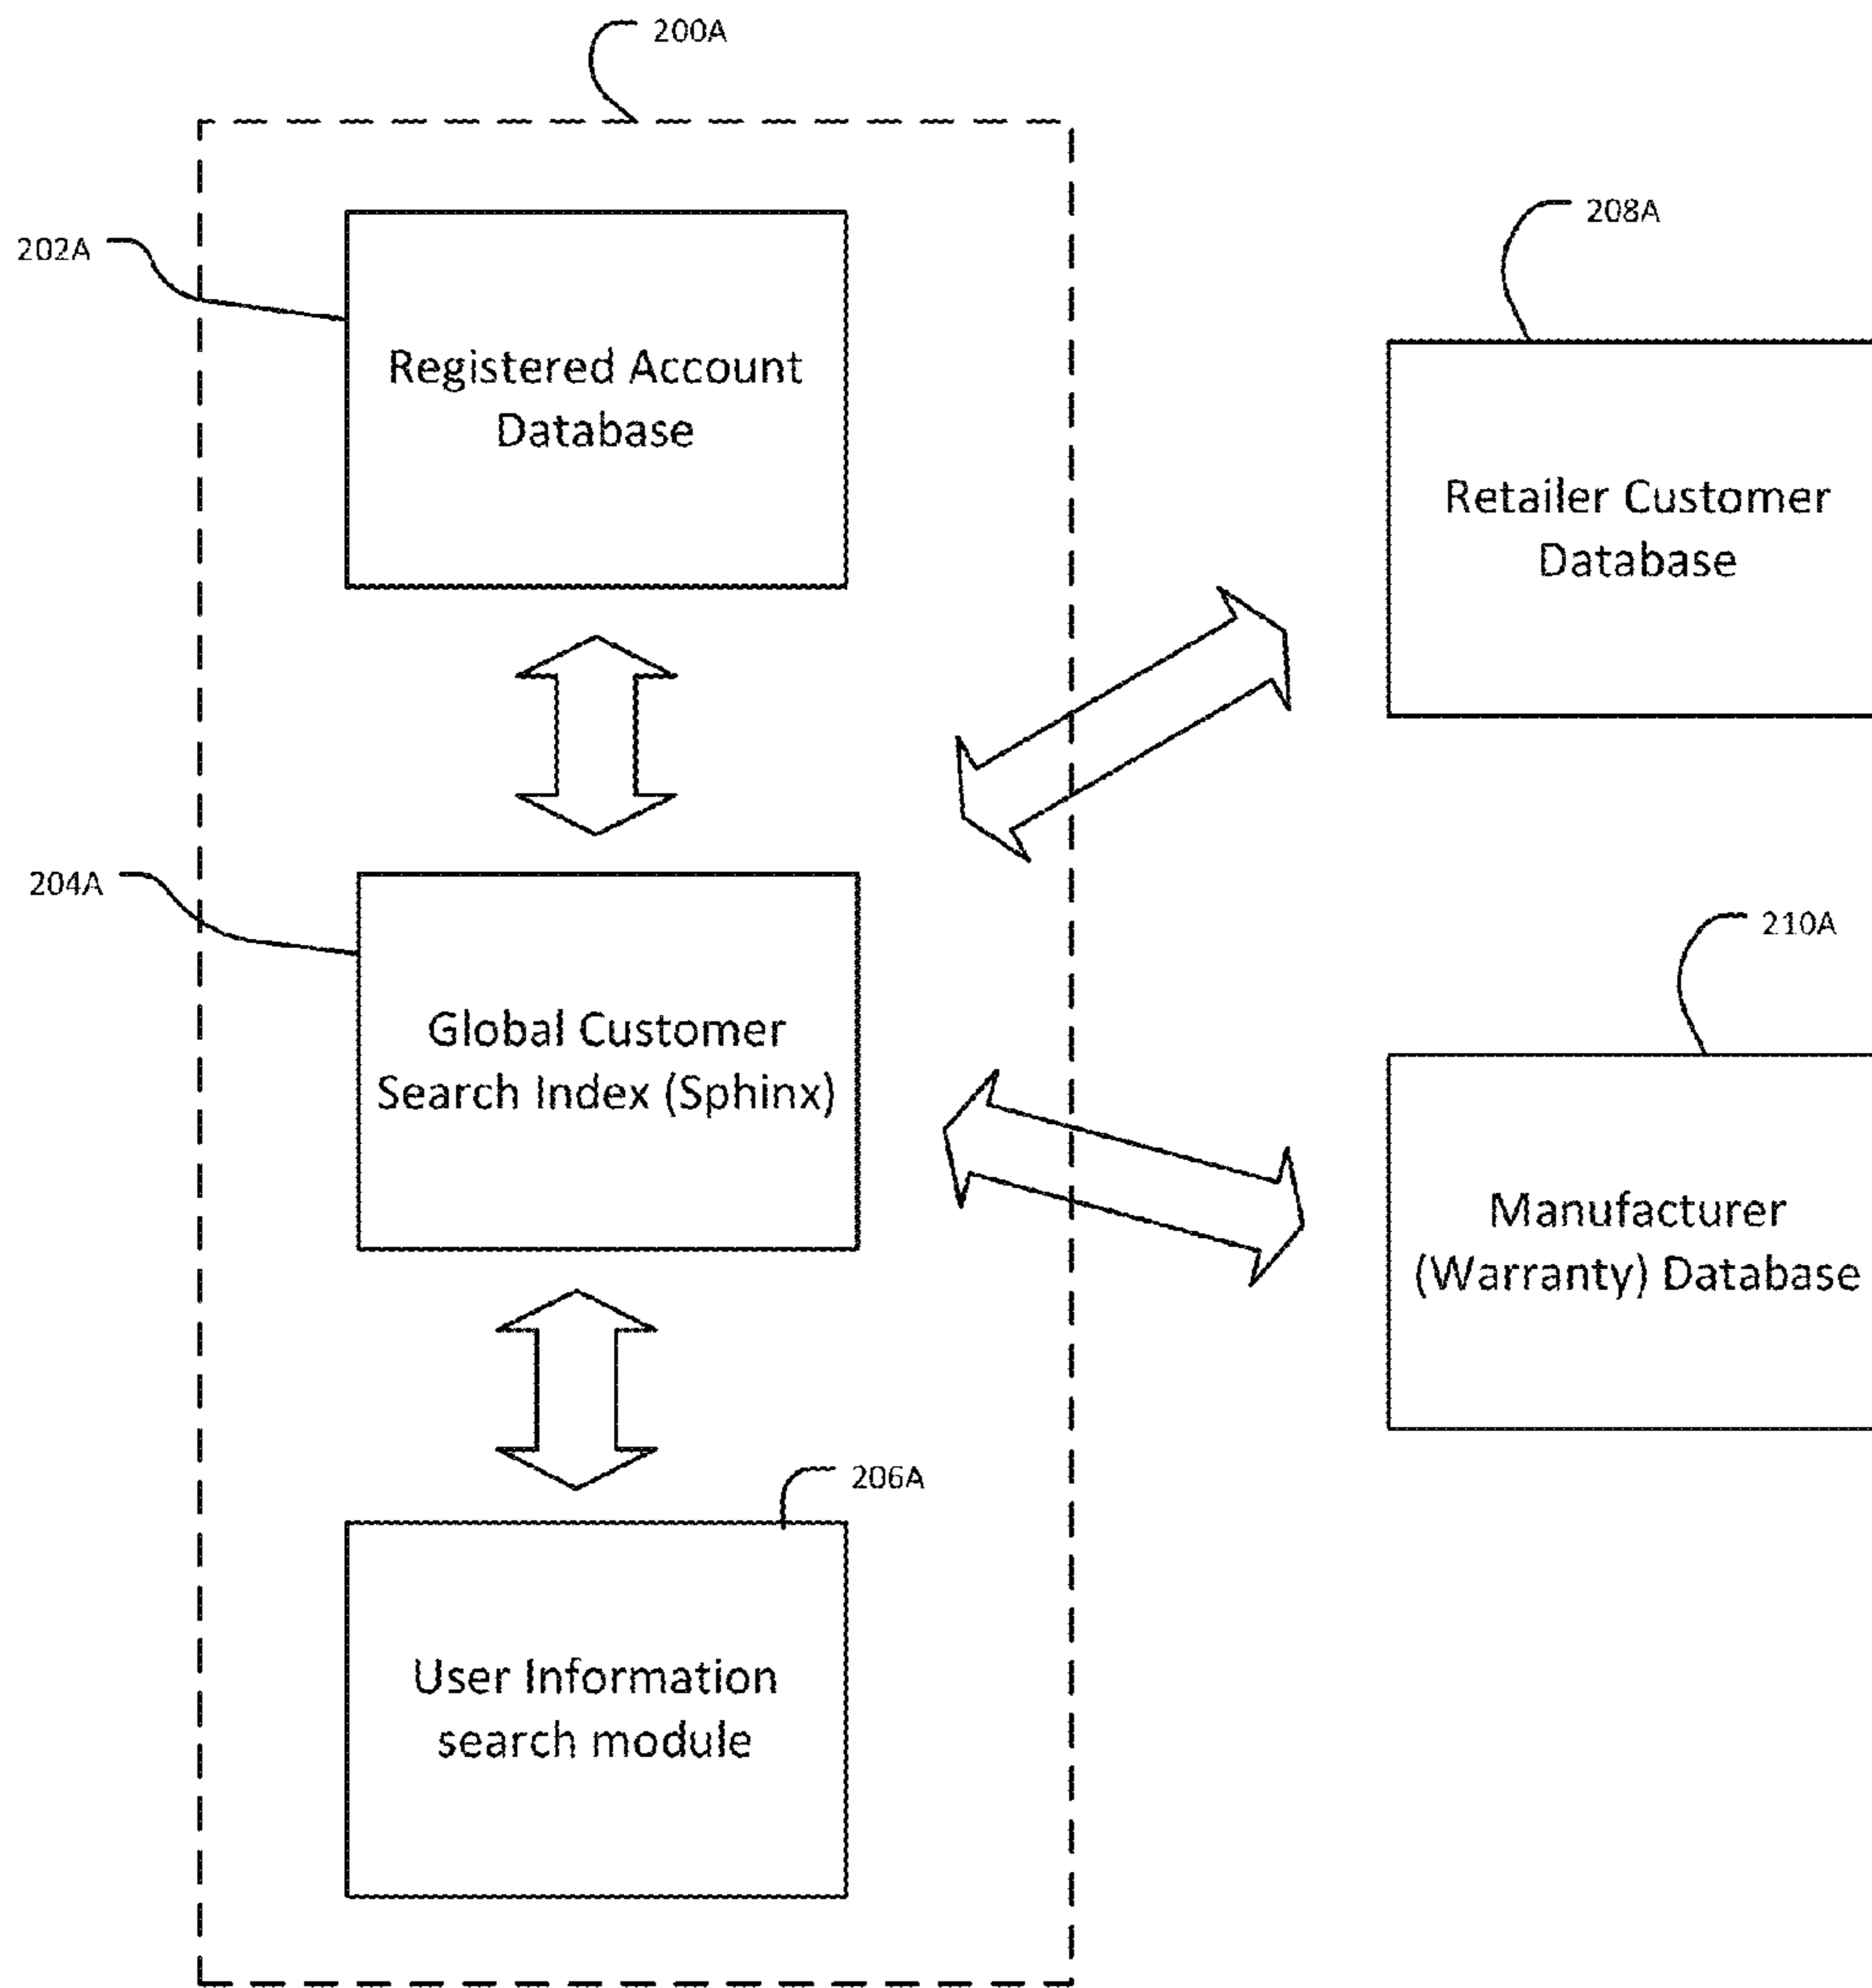 200A
202A
Registered Account
Database
208A
Retailer Customer
Database
204A
Global Customer
Search Index (Sphinx)
210A
Manufacturer
(Warranty) Database
206A
User Information
search module